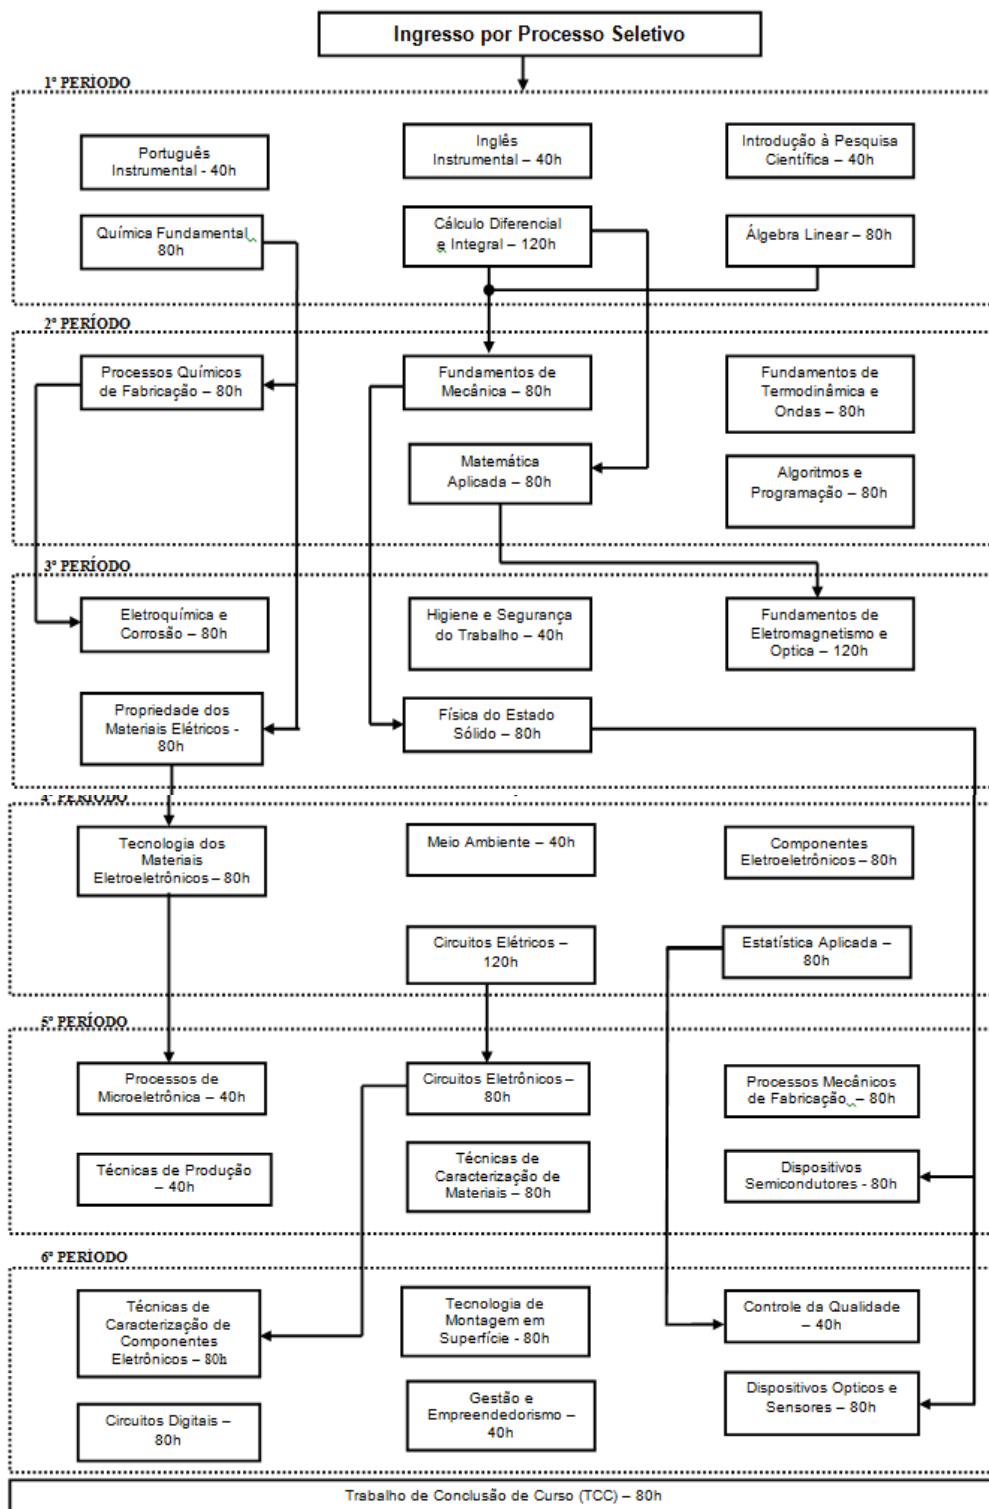 Ingresso por Processo Seletivo
1º PERÍODO
Português
Instrumental - 40h
Inglês
Instrumental – 40h
Introdução à Pesquisa
Científica – 40h
Química Fundamental
80h
Cálculo Diferencial
e Integral – 120h
Álgebra Linear – 80h
2º PERÍODO
Processos Químicos
de Fabricação – 80h
Fundamentos de
Mecânica – 80h
Fundamentos de
Termodinâmica e
Ondas – 80h
Matemática
Aplicada – 80h
Algoritmos e
Programação – 80h
3º PERÍODO
Eletroquímica e
Corrosão – 80h
Higiene e Segurança
do Trabalho – 40h
Fundamentos de
Eletromagnetismo e
Optica – 120h
Propriedade dos
Materiais Elétricos -
80h
Física do Estado
Sólido – 80h
4º PERÍODO
Tecnologia dos
Materiais
Eletroeletrônicos – 80h
Meio Ambiente – 40h
Componentes
Eletroeletrônicos – 80h
Circuitos Elétricos –
120h
Estatística Aplicada –
80h
5º PERÍODO
Processos de
Microeletrônica – 40h
Circuitos Eletrônicos –
80h
Processos Mecânicos
de Fabricação – 80h
Técnicas de Produção
– 40h
Técnicas de
Caracterização de
Materiais – 80h
Dispositivos
Semicondutores - 80h
6º PERÍODO
Técnicas de
Caracterização de
Componentes
Eletrônicos – 80h
Tecnologia de
Montagem em
Superfície - 80h
Controle da Qualidade
– 40h
Circuitos Digitais –
80h
Gestão e
Empreendedorismo –
40h
Dispositivos Opticos e
Sensores – 80h
Trabalho de Conclusão de Curso (TCC) – 80h